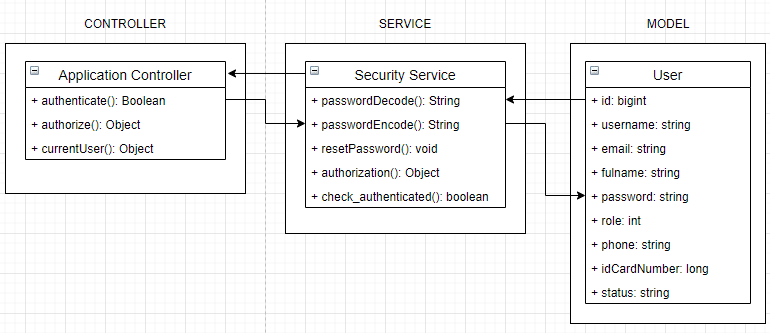 CONTROLLER
SERVICE
MODEL
Application Controller
+ authenticate(): Boolean
+ authorize(): Object
+ currentUser(): Object
Security Service
+ passwordDecode(): String
+ passwordEncode(): String
+ resetPassword(): void
+ authorization(): Object
+ check_authenticated(): boolean
User
+ id: bigint
+ username: string
+ email: string
+ fulname: string
+ password: string
+ role: int
+ phone: string
+ idCardNumber: long
+ status: string